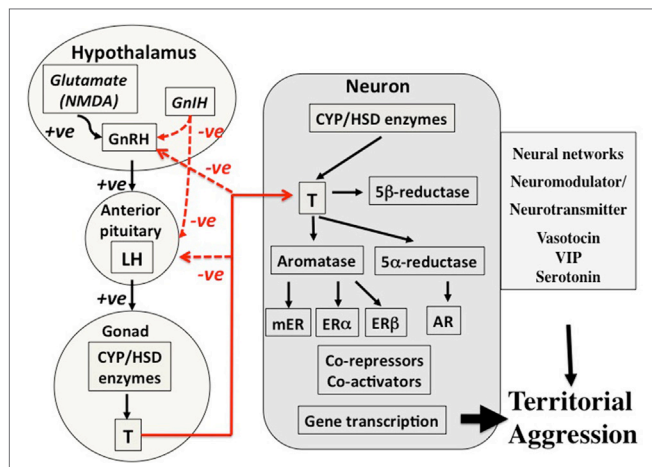 Hypothalamus
Glutamate
(NMDA)
GnIH
+ve
GnRH
-ve
+ve
-ve
Anterior
pituitary
-ve
LH
-ve
+ve
Gonad
CYP/HSD
enzymes
T
Neuron
CYP/HSD enzymes
T
5β-reductase
Aromatase
5α-reductase
mER
ERα
ERβ
AR
Co-repressors
Co-activators
Gene transcription
Neural networks
Neuromodulator/
Neurotransmitter
Vasotocin
VIP
Serotonin
Territorial
Aggression